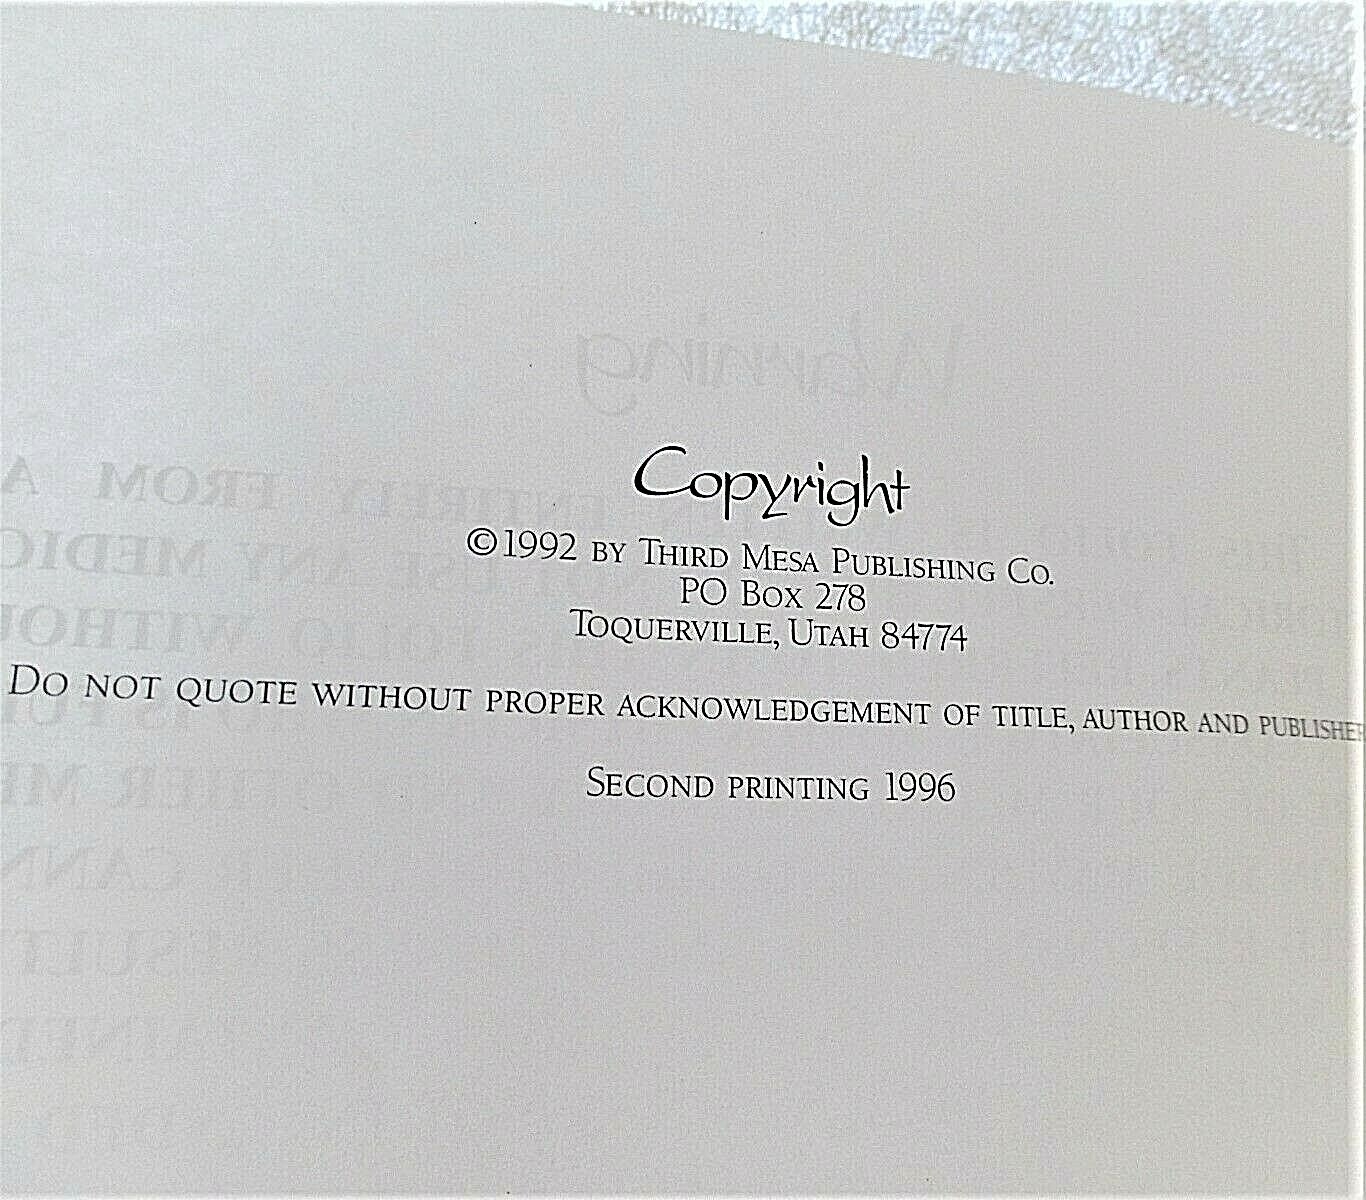 Copyright
©1992 BY THIRD MESA PUBLISHING CO.
PO BOX 278
TOQUERVILLE, UTAH 84774
DO NOT QUOTE WITHOUT PROPER ACKNOWLEDGEMENT OF TITLE, AUTHOR AND PUBLISHER
SECOND PRINTING 1996